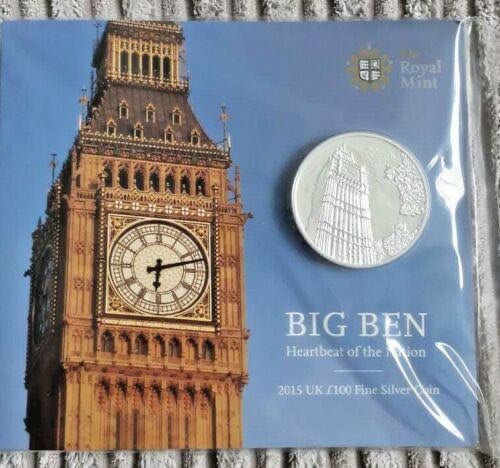 The
Royal
Mint
BIG BEN
Heartbeat of the Nation
2015 UK £100 Fine Silver Coin